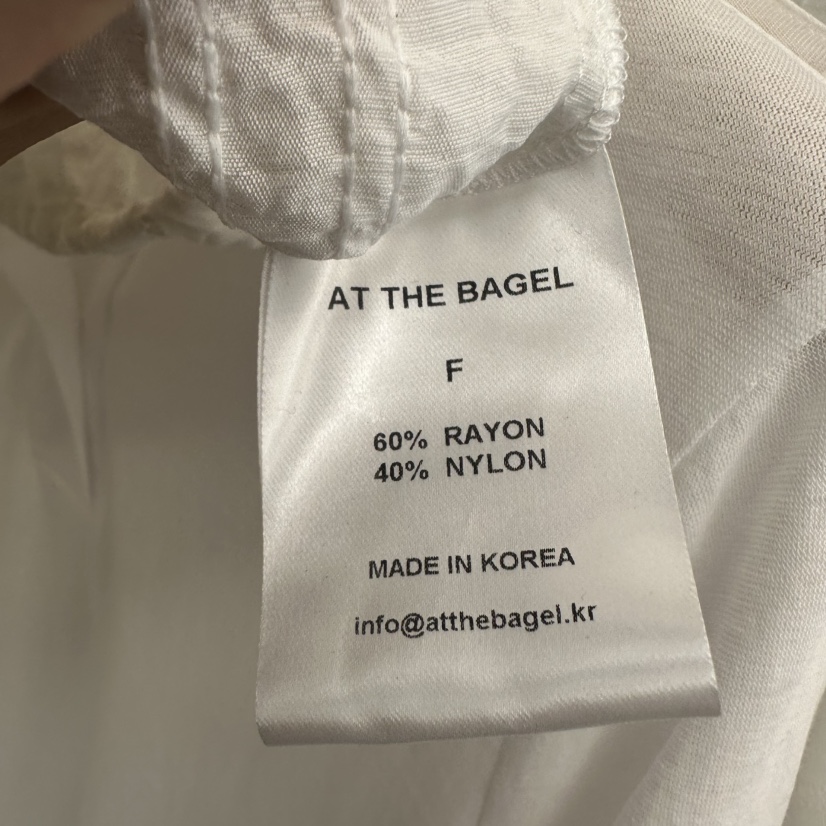 AT THE BAGEL
F
60% RAYON
40% NYLON
MADE IN KOREA
info@atthebagel.kr